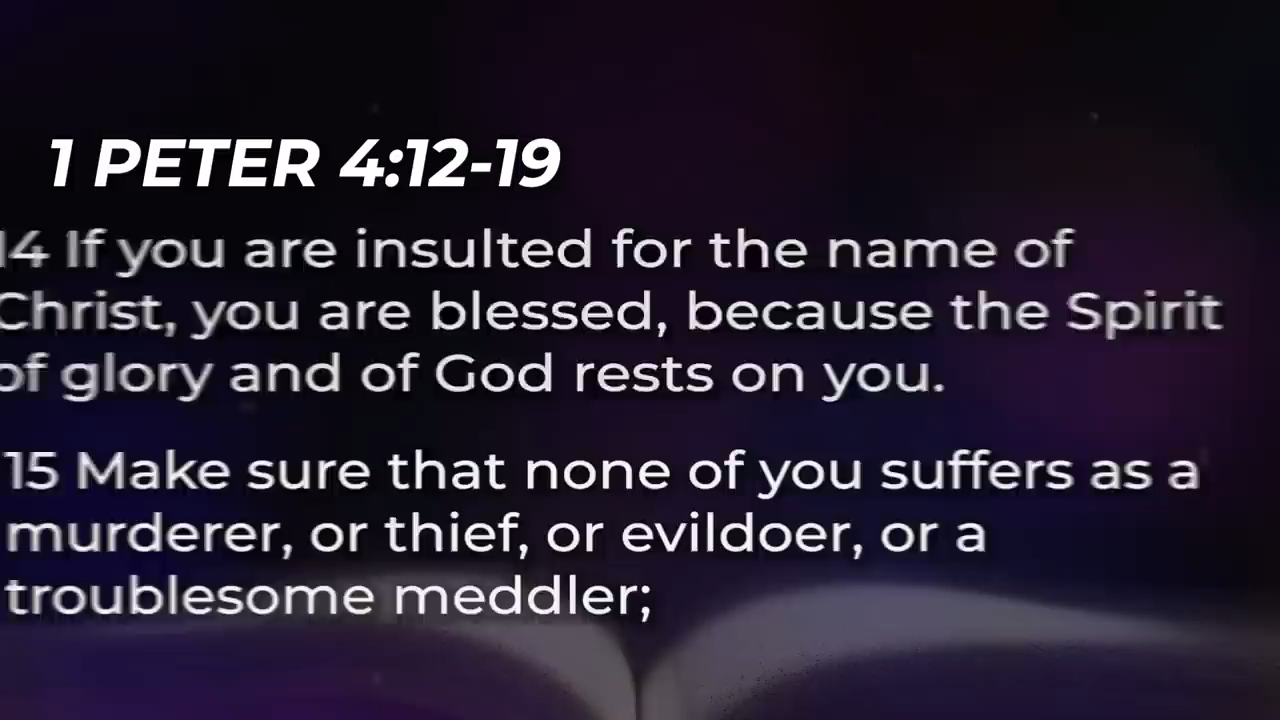 1 PETER 4:12-19
14 If you are insulted for the name of
Christ, you are blessed, because the Spirit
of glory and of God rests on you.
15 Make sure that none of you suffers as a
murderer, or thief, or evildoer, or a
troublesome meddler;